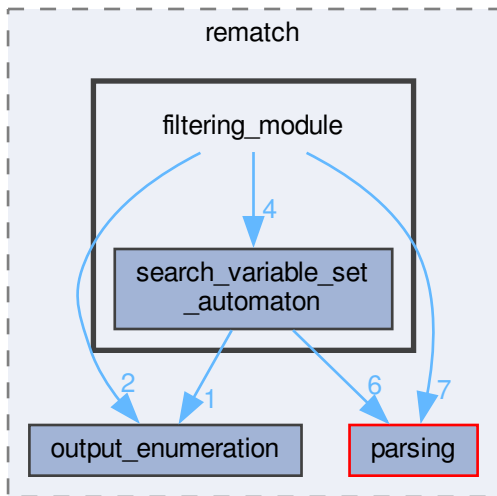 rematch
filtering_module
4
search_variable_set
_automaton
2
1
6
7
output_enumeration
parsing